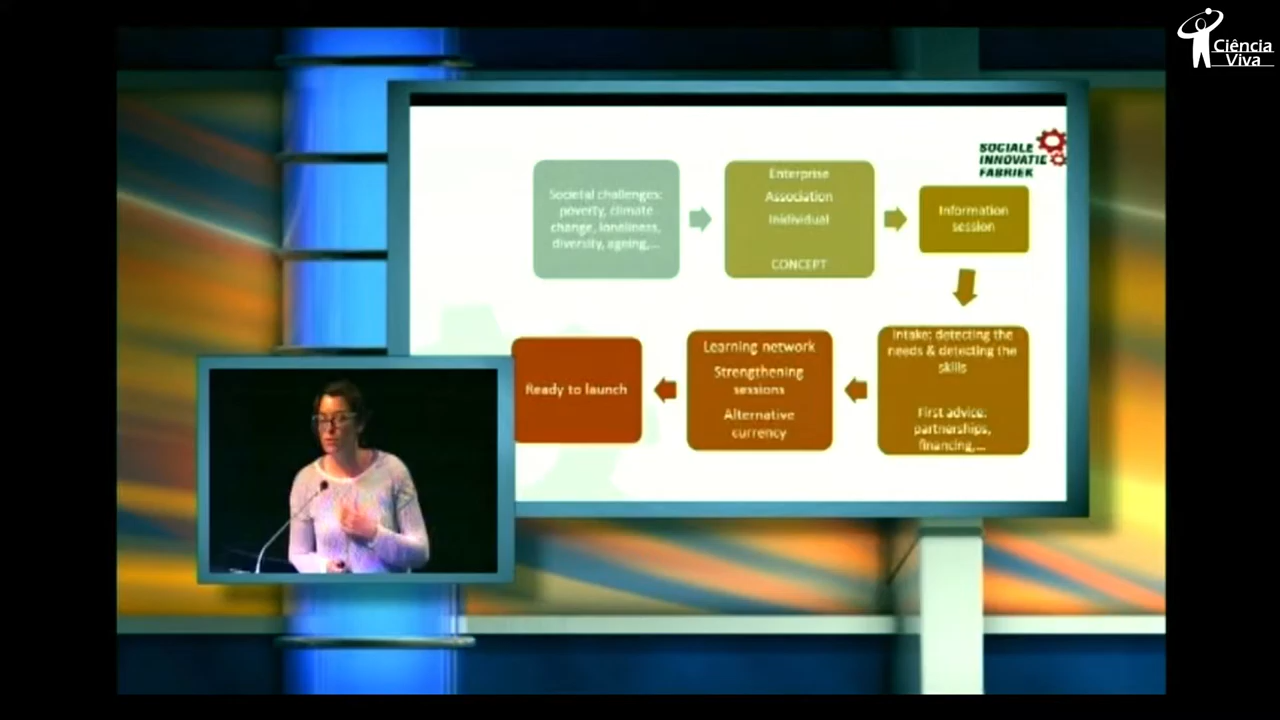 Ciência
Viva
SOCIALE
INNOVATIE
FABRIEK
Societal challenges:
poverty, climate
change, loneliness,
diversity, ageing,...
Enterprise
Association
Inidividual
CONCEPT
Information
session
Intake: detecting the
needs & detecting the
skills
First advice:
partnerships,
financing,...
Learning network
Strengthening
sessions
Alternative
currency
Ready to launch